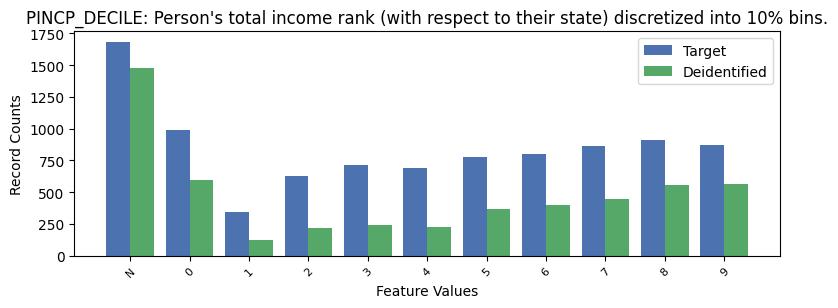 PINCP_DECILE: Person's total income rank (with respect to their state) discretized into 10% bins.
1750
1500
1250
1000
750
500
250
0
Record Counts
Target
Deidentified
N 0 1 2 3 4 5 6 7 8 9
Feature Values